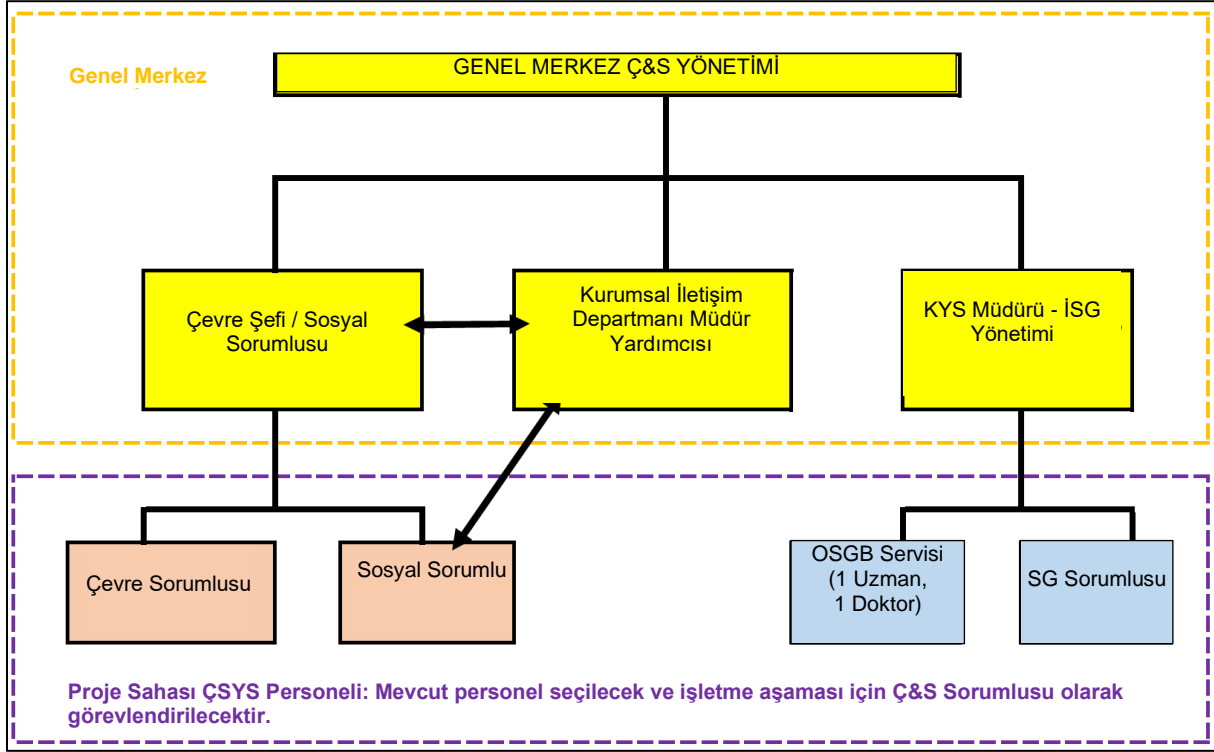 Genel Merkez
GENEL MERKEZ Ç&S YÖNETİMİ
Çevre Şefi / Sosyal
Sorumlusu
Kurumsal İletişim
Departmanı Müdür
Yardımcısı
KYS Müdürü - İSG
Yönetimi
Çevre Sorumlusu
Sosyal Sorumlu
OSGB Servisi
(1 Uzman,
1 Doktor)
SG Sorumlusu
Proje Sahası ÇSYS Personeli: Mevcut personel seçilecek ve işletme aşaması için Ç&S Sorumlusu olarak
görevlendirilecektir.